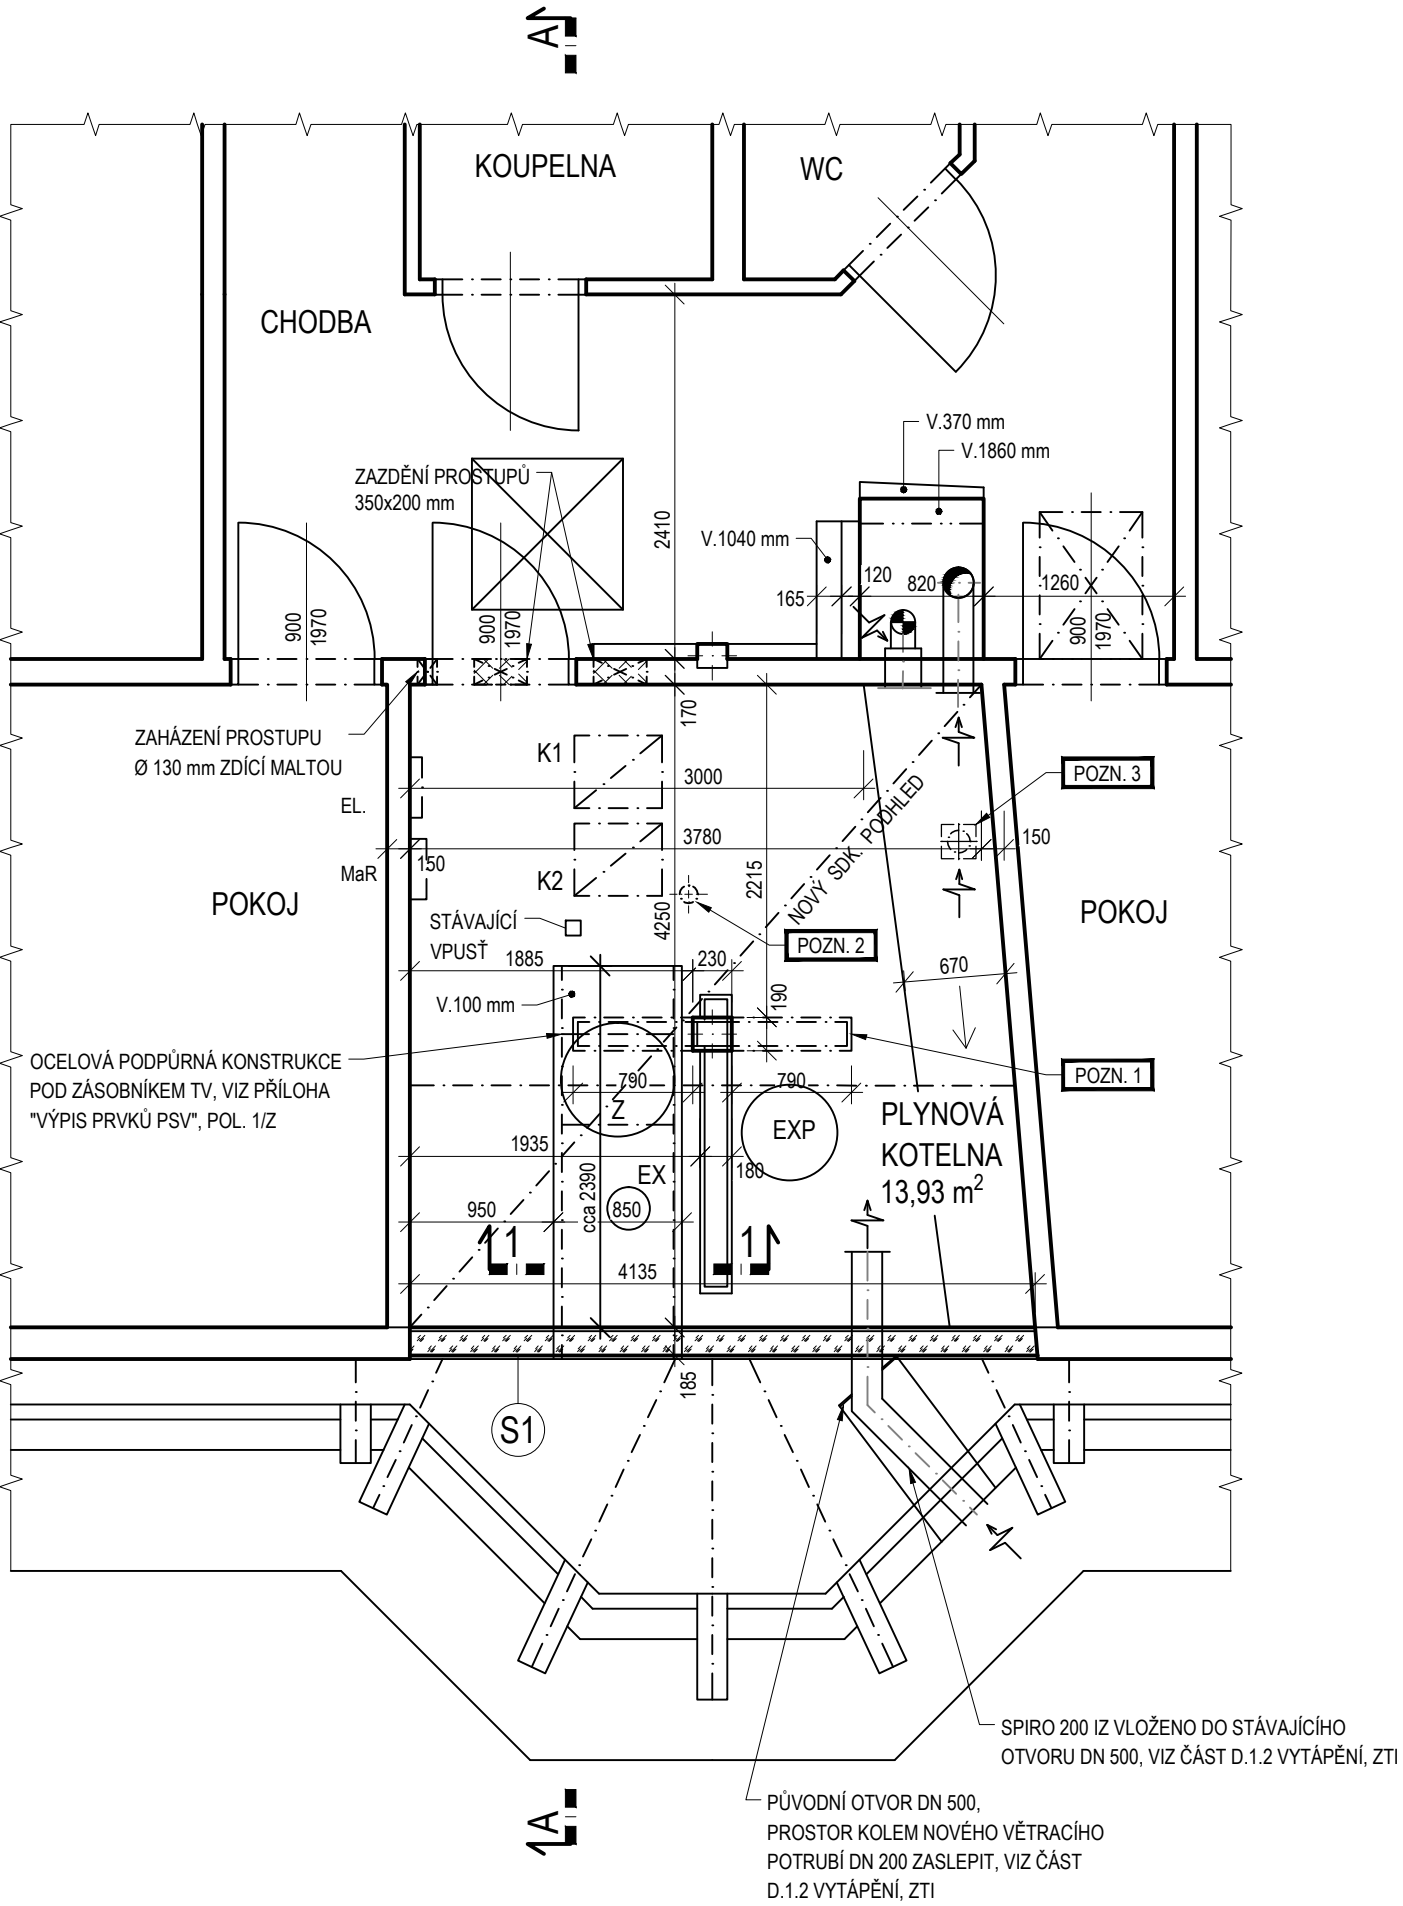 A
KOUPELNA
WC
CHODBA
V.370 mm
V.1860 mm
ZAZDĚNÍ PROSTUPŮ
350x200 mm
2410
V.1040 mm
120
820
1260
165
900
1970
900
1970
900
1970
170
ZAHÁZENÍ PROSTUPU
Ø 130 mm ZDÍCÍ MALTOU
K1
3000
POZN. 3
EL.
NOVÝ SDK. PODHLED
3780
150
MaR
150
K2
2215
POKOJ
POKOJ
STÁVAJÍCÍ
VPUSŤ
4250
POZN. 2
1885
230
670
V.100 mm
190
OCELOVÁ PODPŮRNÁ KONSTRUKCE
POD ZÁSOBNÍKEM TV, VIZ PŘÍLOHA
"VÝPIS PRVKŮ PSV", POL. 1/Z
790
790
POZN. 1
Z
EXP
PLYNOVÁ
KOTELNA
13,93 m²
1935
180
EX
cca 2390
950
850
1
1
4135
185
S1
SPIRO 200 IZ VLOŽENO DO STÁVAJÍCÍHO
OTVORU DN 500, VIZ ČÁST D.1.2 VYTÁPĚNÍ, ZTI
A
PŮVODNÍ OTVOR DN 500,
PROSTOR KOLEM NOVÉHO VĚTRACÍHO
POTRUBÍ DN 200 ZASLEPIT, VIZ ČÁST
D.1.2 VYTÁPĚNÍ, ZTI